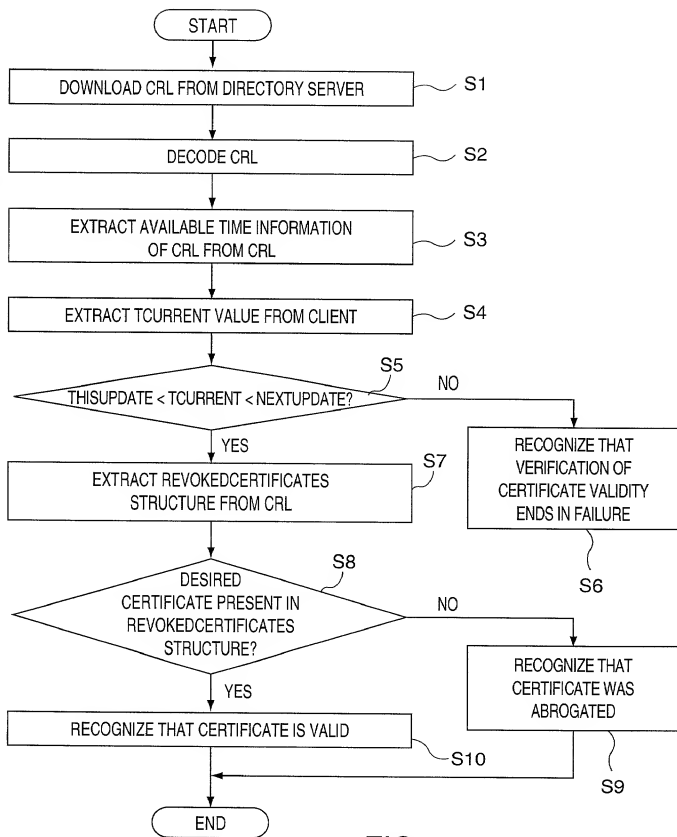 START
DOWNLOAD CRL FROM DIRECTORY SERVER
S1
DECODE CRL
S2
EXTRACT AVAILABLE TIME INFORMATION
OF CRL FROM CRL
S3
EXTRACT TCURRENT VALUE FROM CLIENT
S4
S5
THISUPDATE < TCURRENT < NEXTUPDATE?
NO
YES
RECOGNIZE THAT
VERIFICATION OF
CERTIFICATE VALIDITY
ENDS IN FAILURE
S6
EXTRACT REVOKEDCERTIFICATES
STRUCTURE FROM CRL
S7
S8
DESIRED
CERTIFICATE PRESENT IN
REVOKEDCERTIFICATES
STRUCTURE?
NO
YES
RECOGNIZE THAT
CERTIFICATE WAS
ABROGATED
S9
RECOGNIZE THAT CERTIFICATE IS VALID
S10
END